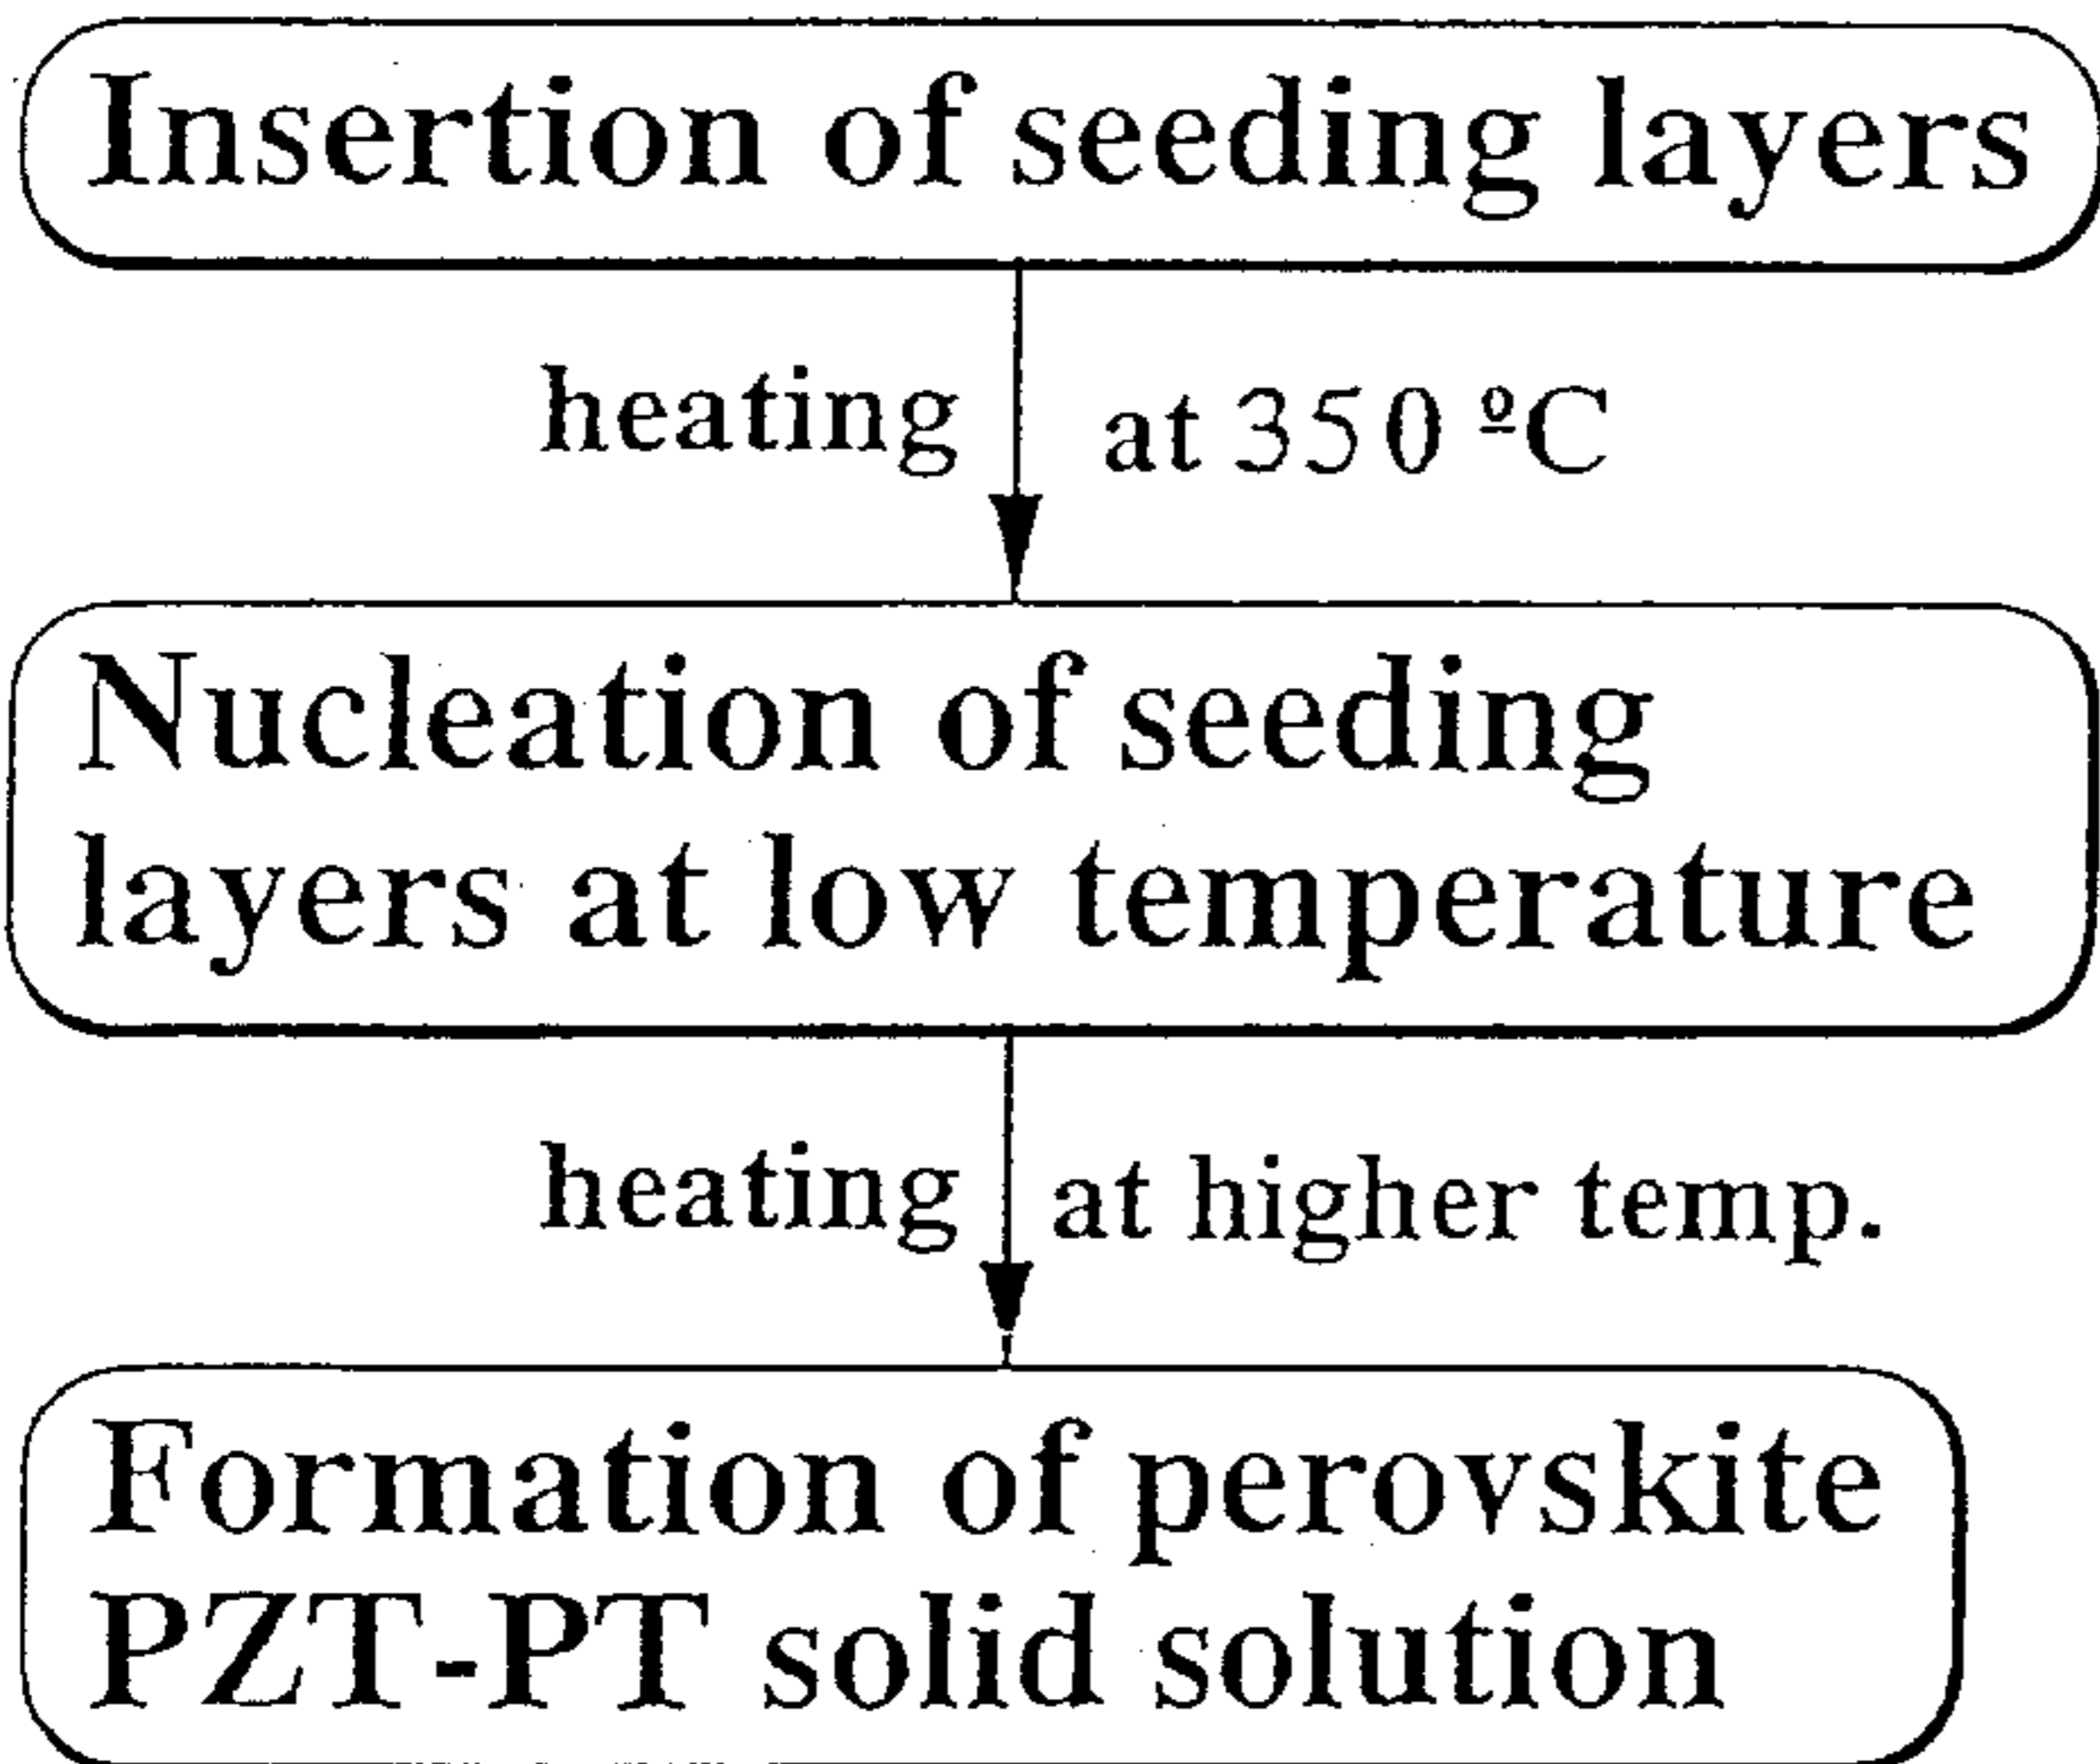 Insertion of seeding layers
heating at 350 ºC
Nucleation of seeding
layers at low temperature
heating at higher temp.
Formation of perovskite
PZT-PT solid solution